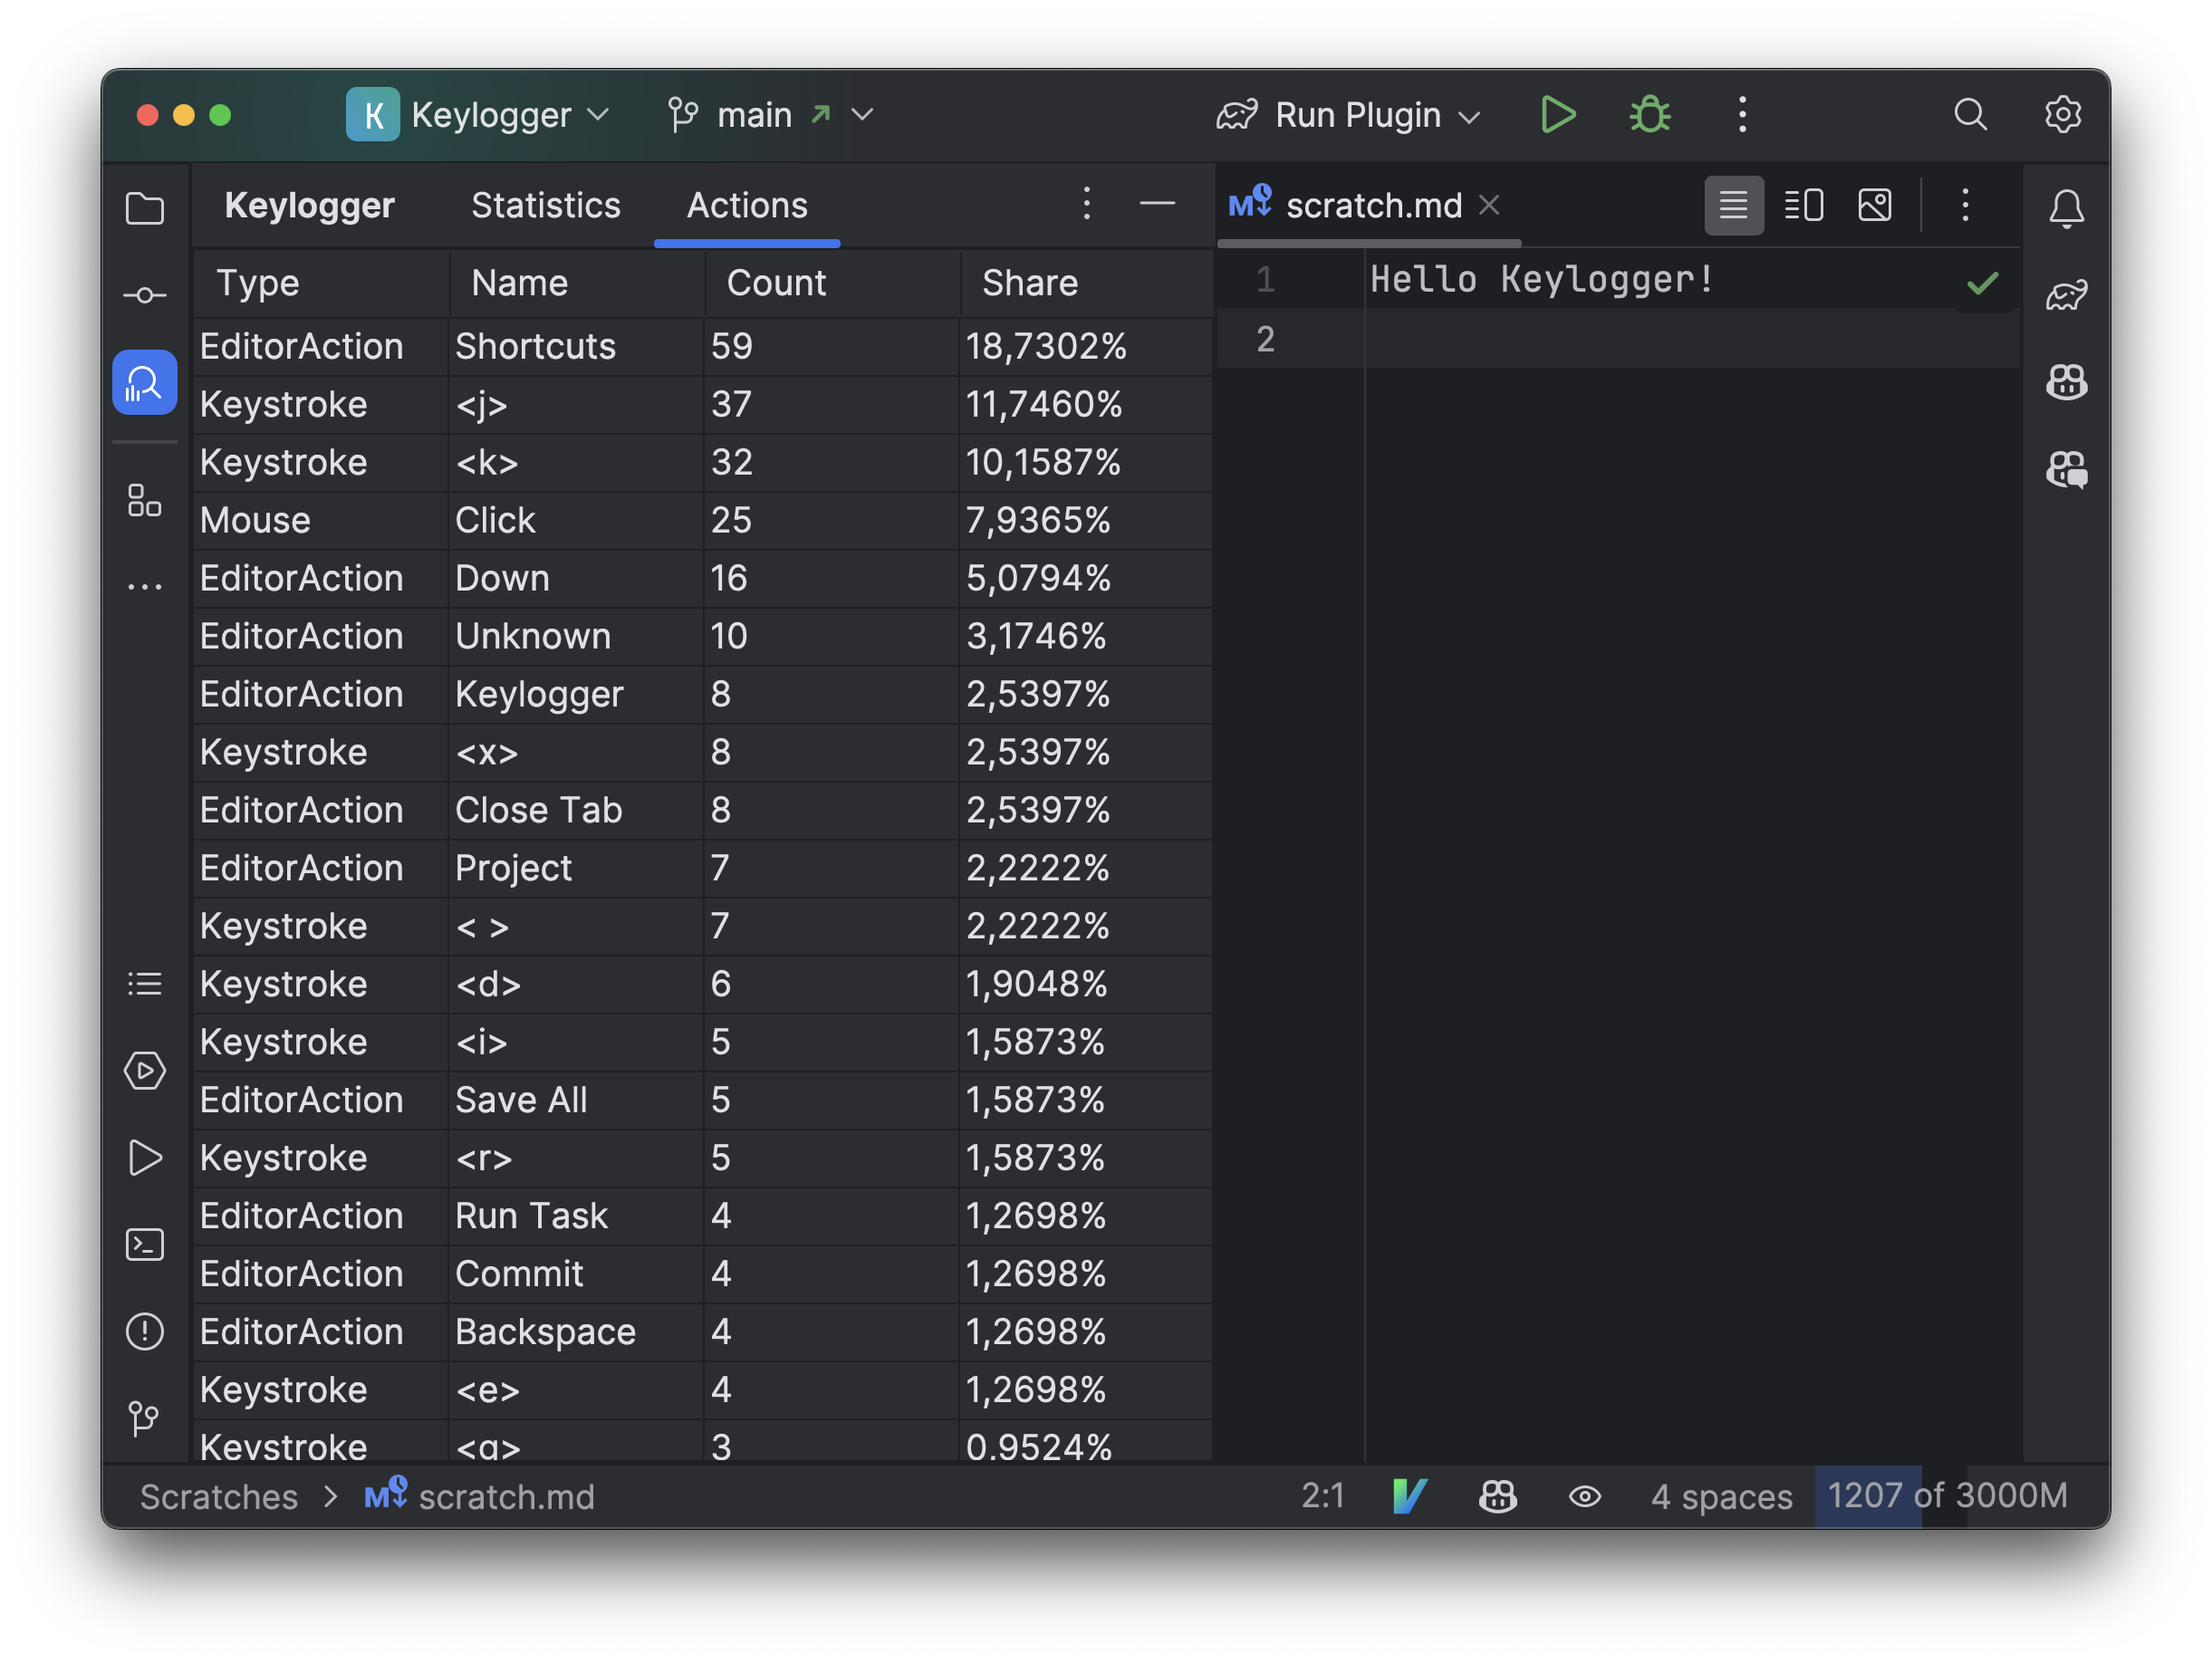 K Keylogger main Run Plugin
Keylogger Statistics Actions
Type Name Count Share
EditorAction Shortcuts 59 18,7302%
Keystroke <j> 37 11,7460%
Keystroke <k> 32 10,1587%
Mouse Click 25 7,9365%
EditorAction Down 16 5,0794%
EditorAction Unknown 10 3,1746%
EditorAction Keylogger 8 2,5397%
Keystroke <x> 8 2,5397%
EditorAction Close Tab 8 2,5397%
EditorAction Project 7 2,2222%
Keystroke < > 7 2,2222%
Keystroke <d> 6 1,9048%
Keystroke <i> 5 1,5873%
EditorAction Save All 5 1,5873%
Keystroke <r> 5 1,5873%
EditorAction Run Task 4 1,2698%
EditorAction Commit 4 1,2698%
EditorAction Backspace 4 1,2698%
Keystroke <e> 4 1,2698%
Keystroke 3 0,9524%
M scratch.md
1 Hello Keylogger!
2
Scratches > M scratch.md 2:1 4 spaces 1207 of 3000M